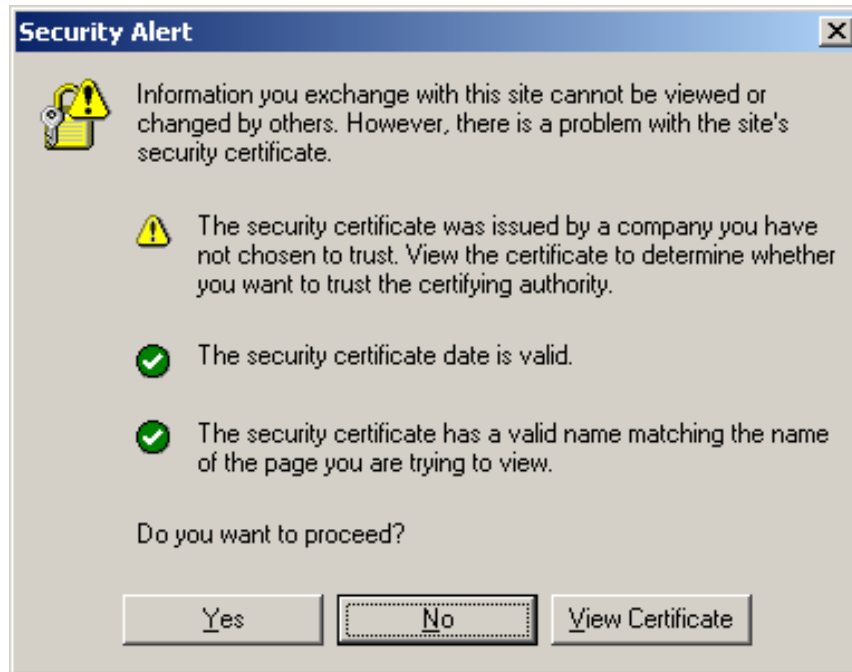 Security Alert
Information you exchange with this site cannot be viewed or
changed by others. However, there is a problem with the site's
security certificate.
The security certificate was issued by a company you have
not chosen to trust. View the certificate to determine whether
you want to trust the certifying authority.
The security certificate date is valid.
The security certificate has a valid name matching the name
of the page you are trying to view.
Do you want to proceed?
Yes No View Certificate